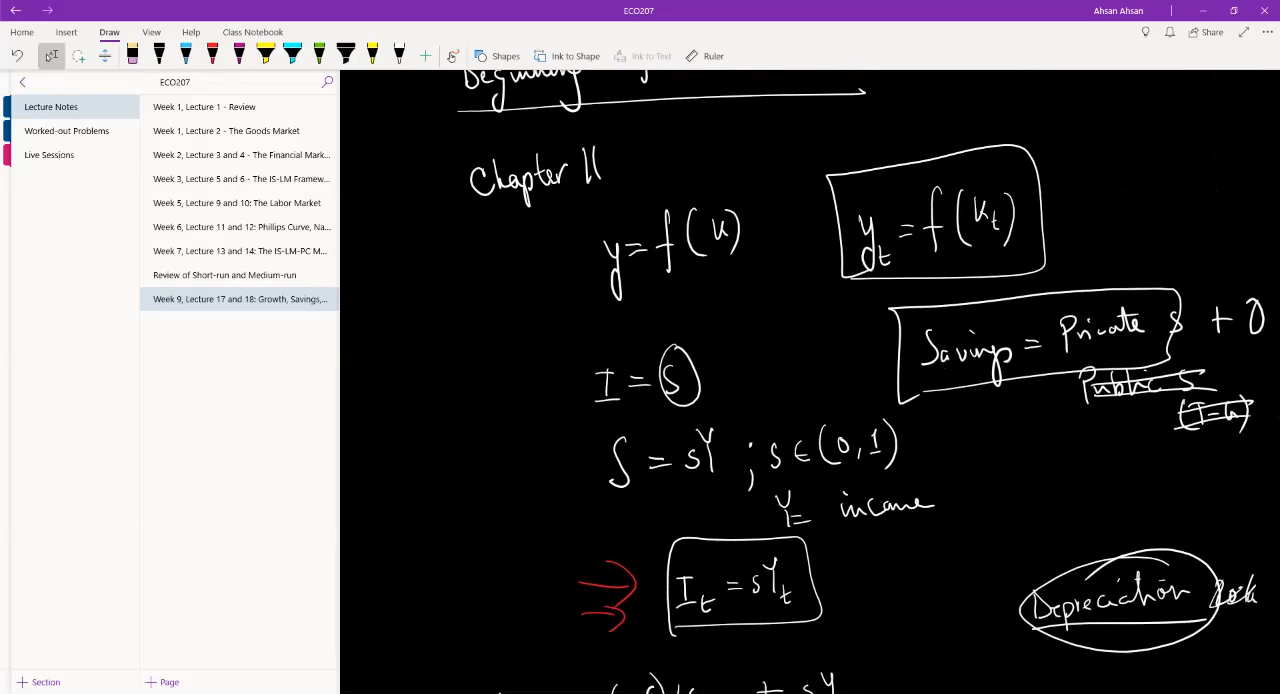 ECO207
Ahsan Ahsan
Home Insert Draw View Help Class Notebook
Share
Shapes Ink to Shape Ink to Text Ruler
ECO207
Lecture Notes
Worked-out Problems
Live Sessions
Week 1, Lecture 1 - Review
Week 1, Lecture 2 - The Goods Market
Week 2, Lecture 3 and 4 - The Financial Mark...
Week 3, Lecture 5 and 6 - The IS-LM Framew...
Week 5, Lecture 9 and 10: The Labor Market
Week 6, Lecture 11 and 12: Phillips Curve, Na...
Week 7, Lecture 13 and 14: The IS-LM-PC M...
Review of Short-run and Medium-run
Week 9, Lecture 17 and 18: Growth, Savings,...
Section
Page
Beginning
Chapter 11
y = f(K)
y_t = f(K_t)
Savings = Private S + 0
Public S
(T-G)
I = S
S = sY ; s ∈ (0, 1)
Y = income
I_t = sY_t
Depreciation